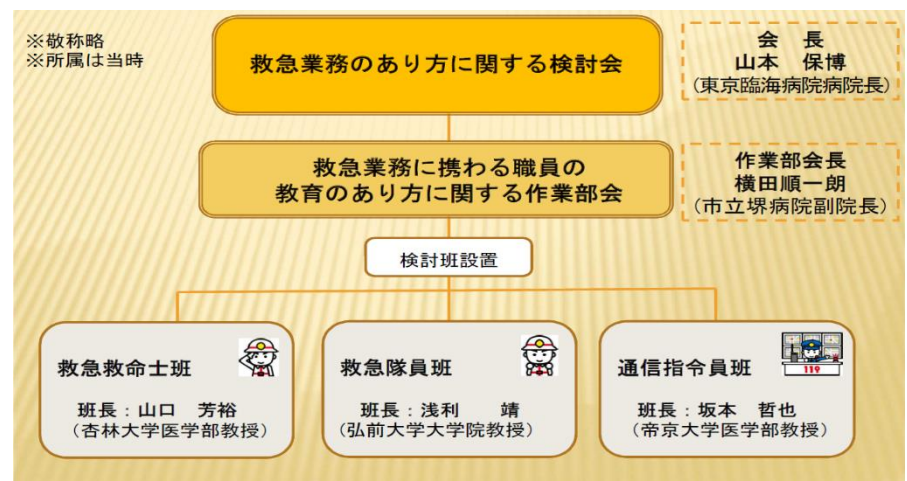 ※敬称略
※所属は当時
救急業務のあり方に関する検討会
会　長
山本　保博
（東京臨海病院病院長）
救急業務に携わる職員の
教育のあり方に関する作業部会
作業部会長
横田順一朗
（市立堺病院副院長）
検討班設置
救急救命士班
班長：山口　芳裕
（杏林大学医学部教授）
救急隊員班
班長：浅利　靖
（弘前大学大学院教授）
通信指令員班
119
班長：坂本　哲也
（帝京大学医学部教授）